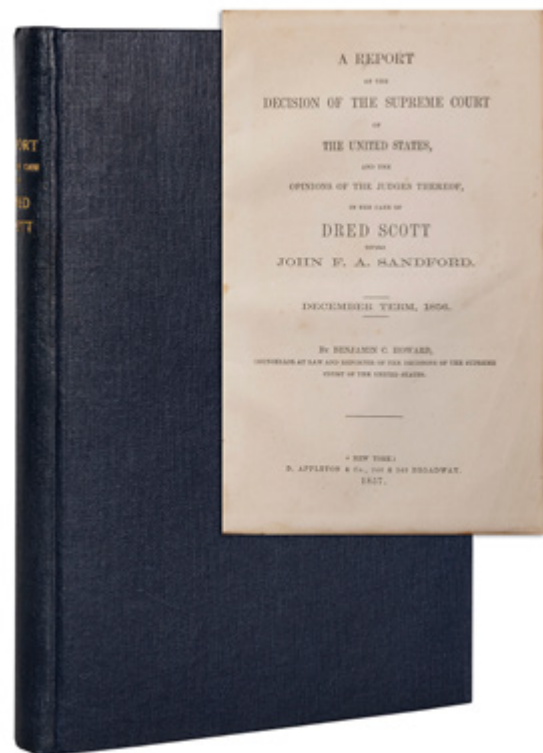 A REPORT
OF THE
DECISION OF THE SUPREME COURT
OF
THE UNITED STATES,
AND THE
OPINIONS OF THE JUDGES THEREOF,
IN THE CASE OF
DRED SCOTT
VERSUS
JOHN F. A. SANDFORD.
DECEMBER TERM, 1856.
BY BENJAMIN C. HOWARD,
COUNSELLOR AT LAW AND REPORTER OF THE DECISIONS OF THE SUPREME
COURT OF THE UNITED STATES.
NEW YORK:
D. APPLETON & CO., 346 & 348 BROADWAY.
1857.